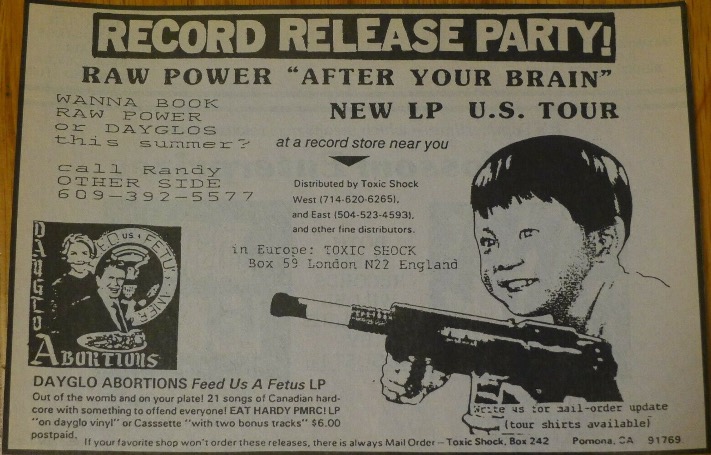 RECORD RELEASE PARTY!
RAW POWER "AFTER YOUR BRAIN"
NEW LP U.S. TOUR
WANNA BOOK
RAW POWER
or DAYGLOS
this summer?
call Randy
OTHER SIDE
609-392-5577
at a record store near you
Distributed by Toxic Shock
West (714-620-6265),
and East (504-523-4593),
and other fine distributors.
in Europe: TOXIC SHOCK
Box 59 London N22 England
DAYGLO
ABORTIONS
FEED US A FETUS
DAYGLO ABORTIONS Feed Us A Fetus LP
Out of the womb and on your plate! 21 songs of Canadian hard-
core with something to offend everyone! EAT HARDY PMRC! LP
"on dayglo vinyl" or Casssette "with two bonus tracks" $6.00
postpaid.
Write us for mail-order update
(tour shirts available)
If your favorite shop won't order these releases, there is always Mail Order – Toxic Shock, Box 242 Pomona, CA 91769